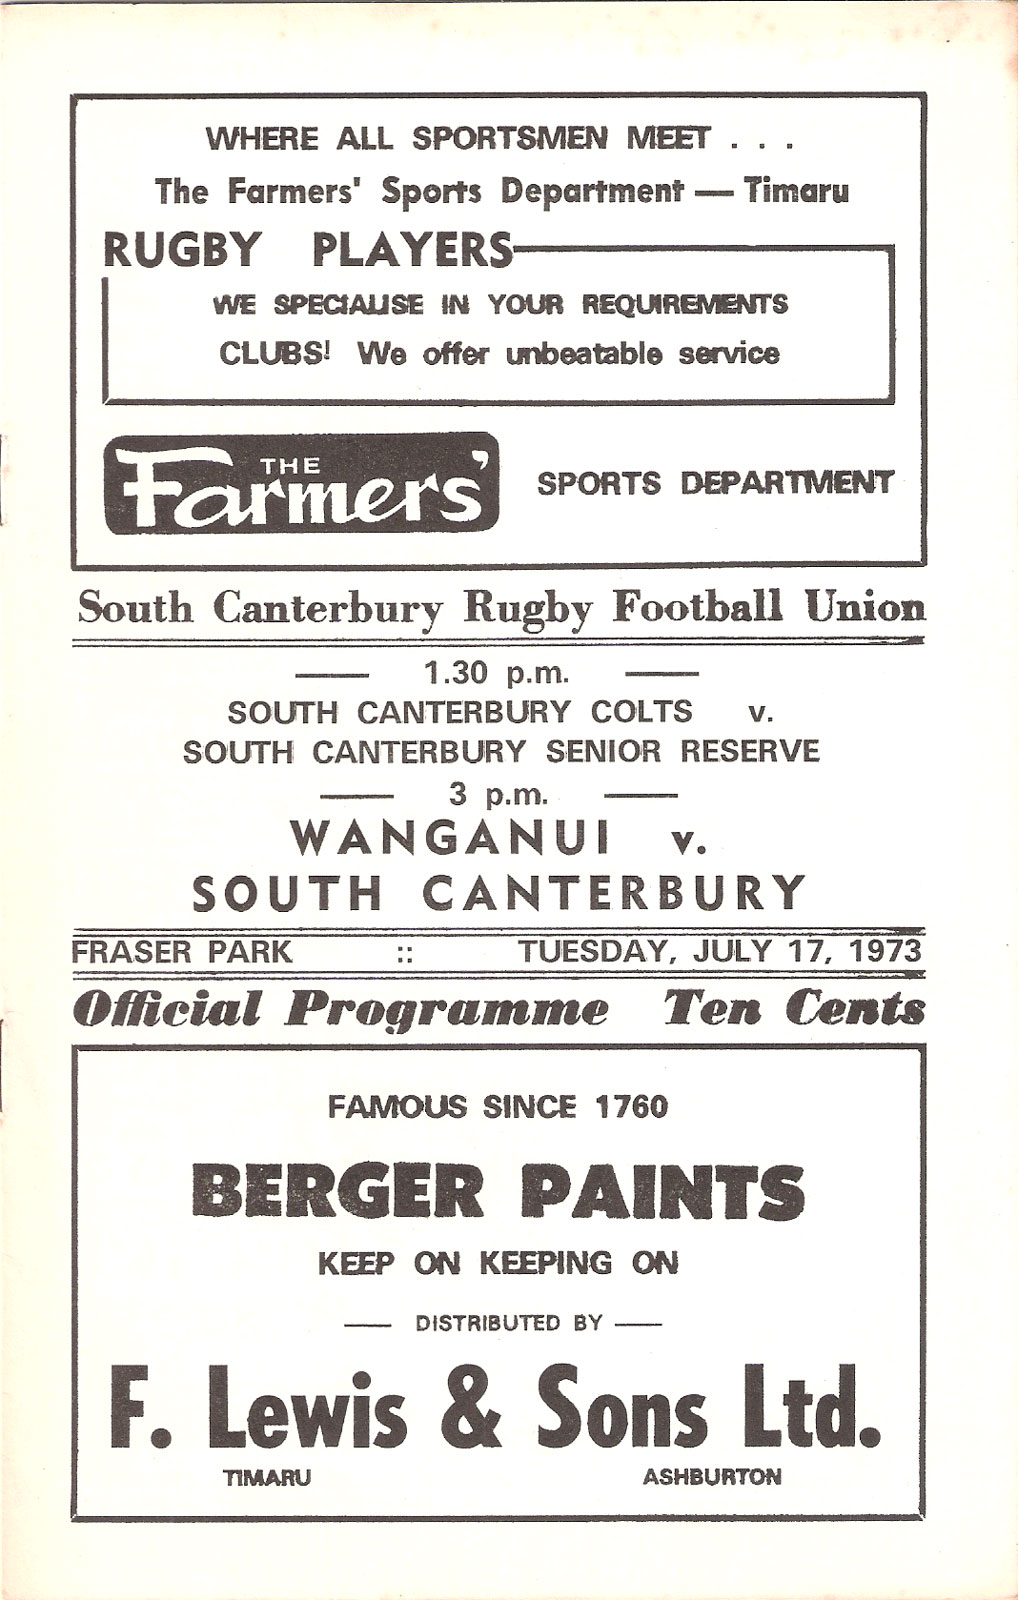 WHERE ALL SPORTSMEN MEET . . .
The Farmers' Sports Department — Timaru
RUGBY PLAYERS
WE SPECIALISE IN YOUR REQUIREMENTS
CLUBS! We offer unbeatable service
THE
Farmers'
SPORTS DEPARTMENT
South Canterbury Rugby Football Union
—— 1.30 p.m. ——
SOUTH CANTERBURY COLTS v.
SOUTH CANTERBURY SENIOR RESERVE
—— 3 p.m. ——
WANGANUI v.
SOUTH CANTERBURY
FRASER PARK :: TUESDAY, JULY 17, 1973
Official Programme Ten Cents
FAMOUS SINCE 1760
BERGER PAINTS
KEEP ON KEEPING ON
—— DISTRIBUTED BY ——
F. Lewis & Sons Ltd.
TIMARU ASHBURTON